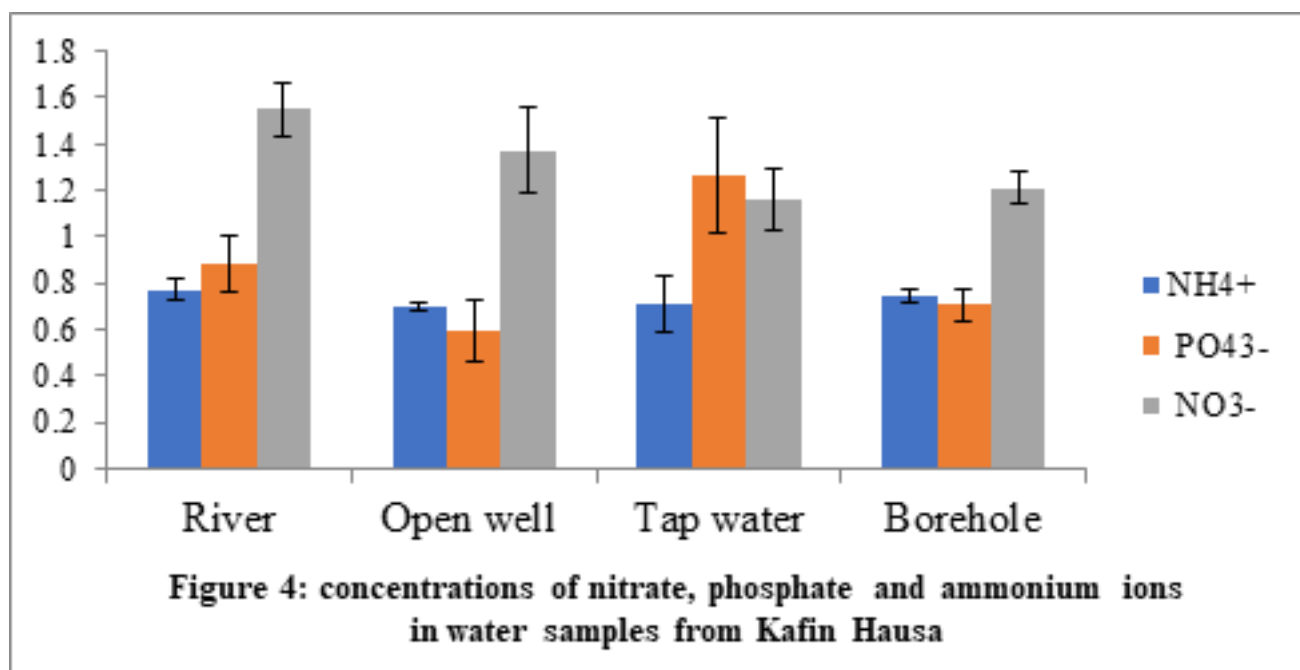 1.8
1.6
1.4
1.2
1
0.8
0.6
0.4
0.2
0
River Open well Tap water Borehole
NH4+
PO43-
NO3-
Figure 4: concentrations of nitrate, phosphate and ammonium ions
in water samples from Kafin Hausa